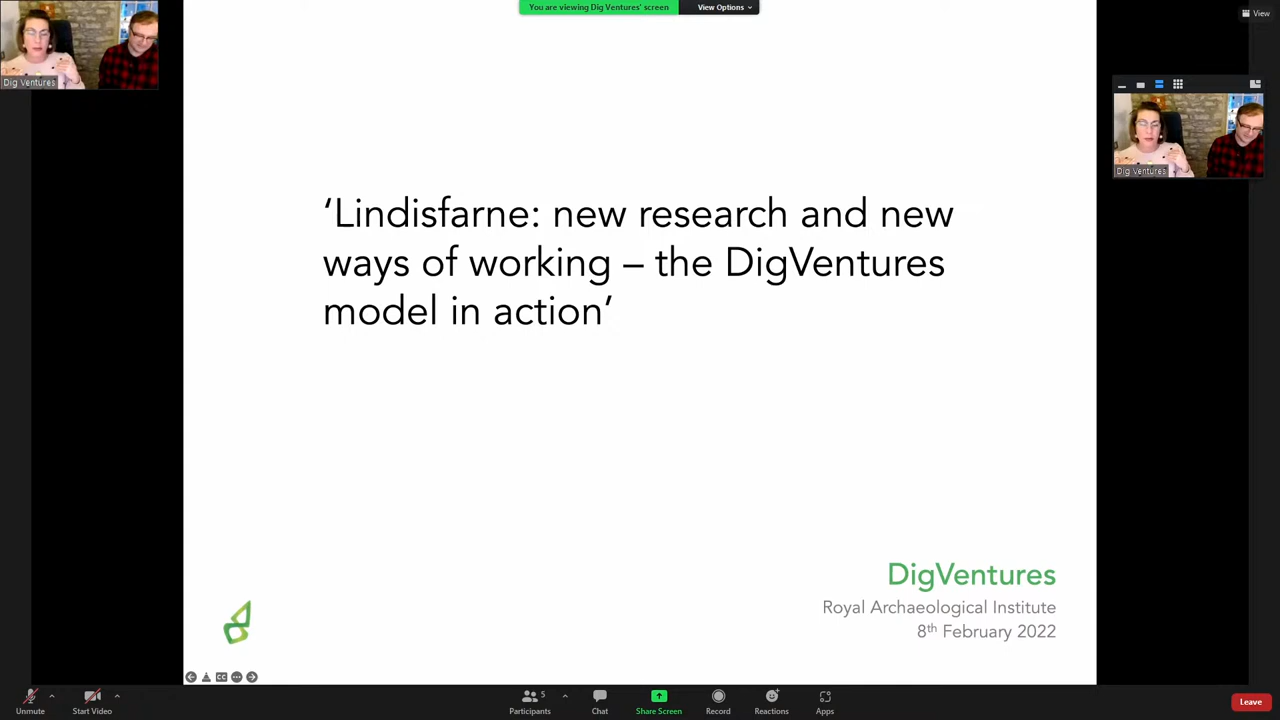 You are viewing Dig Ventures' screen
View Options
View
Dig Ventures
Dig Ventures
‘Lindisfarne: new research and new
ways of working – the DigVentures
model in action’
DigVentures
Royal Archaeological Institute
8th February 2022
CC
Unmute
Start Video
5
Participants
Chat
Share Screen
Record
Reactions
Apps
Leave